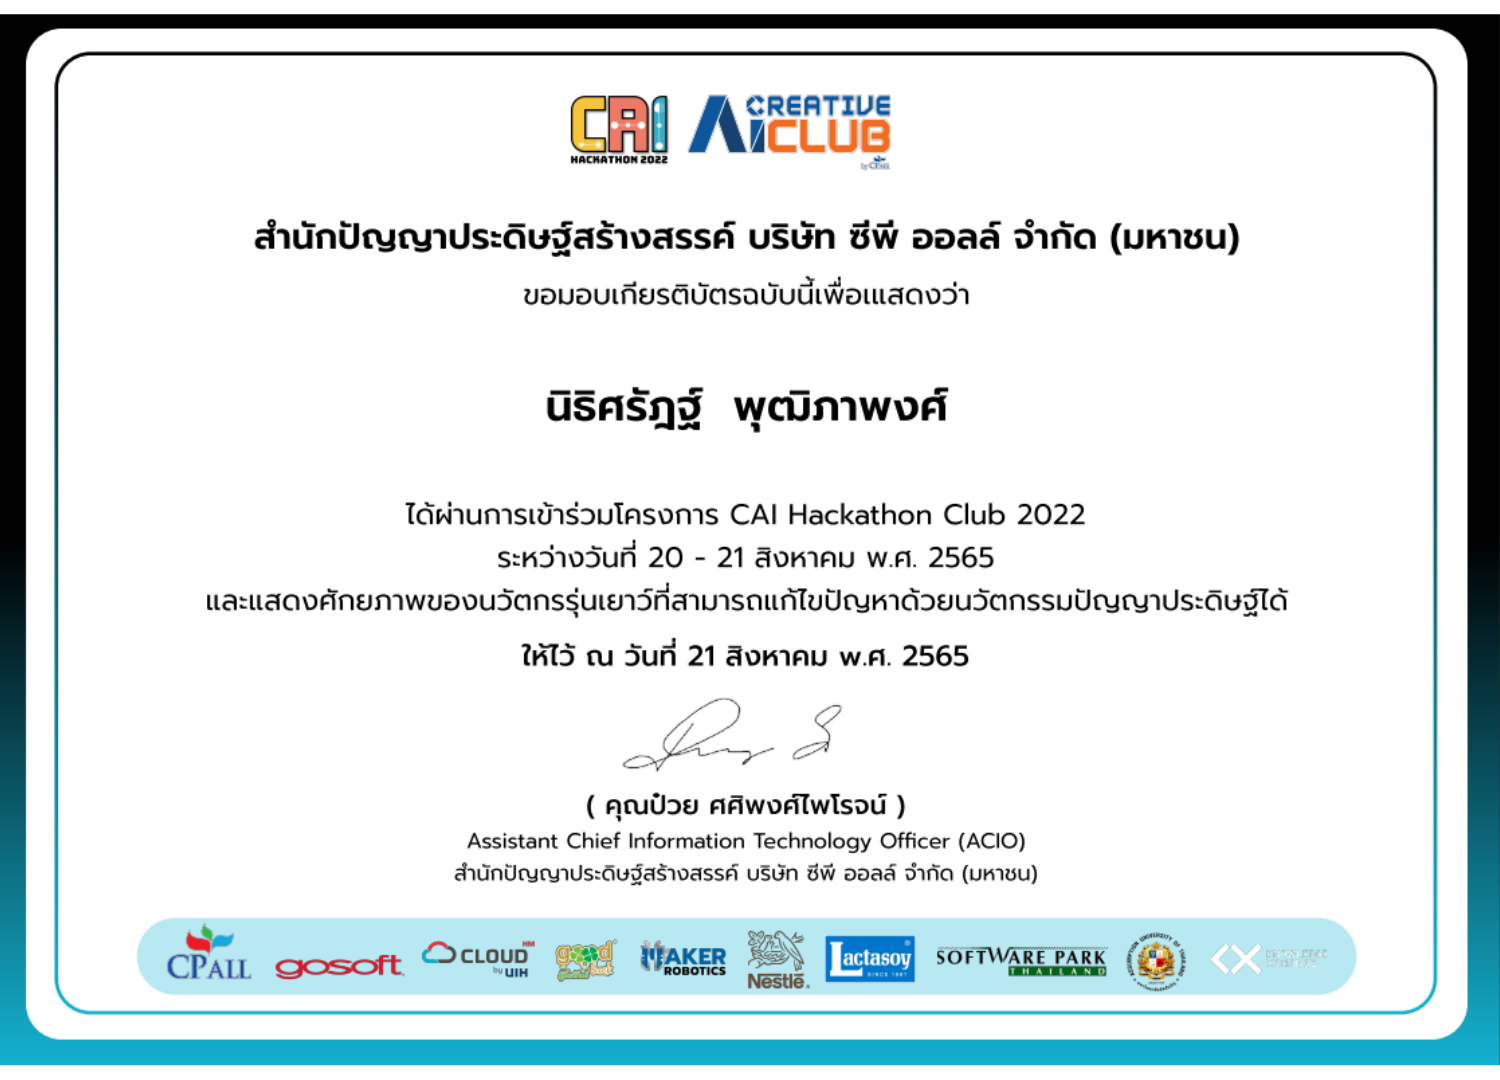 CAI
HACKATHON 2022
CREATIVE
AI CLUB
by CPALL
สำนักปัญญาประดิษฐ์สร้างสรรค์ บริษัท ซีพี ออลล์ จำกัด (มหาชน)
ขอมอบเกียรติบัตรฉบับนี้เพื่อแสดงว่า
นิธิศรัฎฐ์ พุฒิภาพงศ์
ได้ผ่านการเข้าร่วมโครงการ CAI Hackathon Club 2022
ระหว่างวันที่ 20 - 21 สิงหาคม พ.ศ. 2565
และแสดงศักยภาพของนวัตกรรุ่นเยาว์ที่สามารถแก้ไขปัญหาด้วยนวัตกรรมปัญญาประดิษฐ์ได้
ให้ไว้ ณ วันที่ 21 สิงหาคม พ.ศ. 2565
( คุณป๋วย ศศิพงศ์ไพโรจน์ )
Assistant Chief Information Technology Officer (ACIO)
สำนักปัญญาประดิษฐ์สร้างสรรค์ บริษัท ซีพี ออลล์ จำกัด (มหาชน)
CPALL
gosoft
CLOUD HM
by UIH
good
MAKER
ROBOTICS
Nestlé.
Lactasoy
SINCE 1981
SOFTWARE PARK
THAILAND
CX